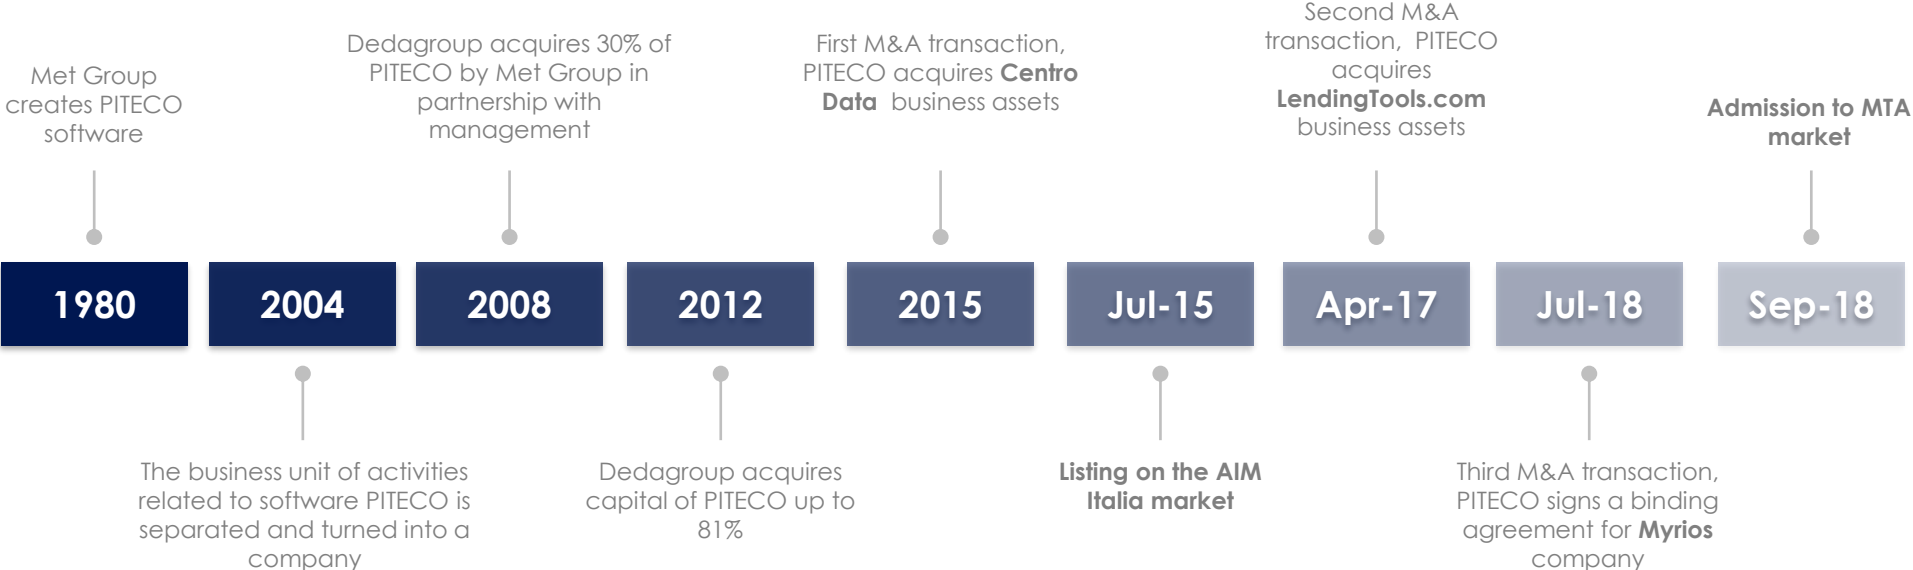 Met Group
creates PITECO
software
Dedagroup acquires 30% of
PITECO by Met Group in
partnership with
management
First M&A transaction,
PITECO acquires Centro
Data business assets
Second M&A
transaction, PITECO
acquires
LendingTools.com
business assets
Admission to MTA
market
1980
2004
2008
2012
2015
Jul-15
Apr-17
Jul-18
Sep-18
The business unit of activities
related to software PITECO is
separated and turned into a
company
Dedagroup acquires
capital of PITECO up to
81%
Listing on the AIM
Italia market
Third M&A transaction,
PITECO signs a binding
agreement for Myrios
company